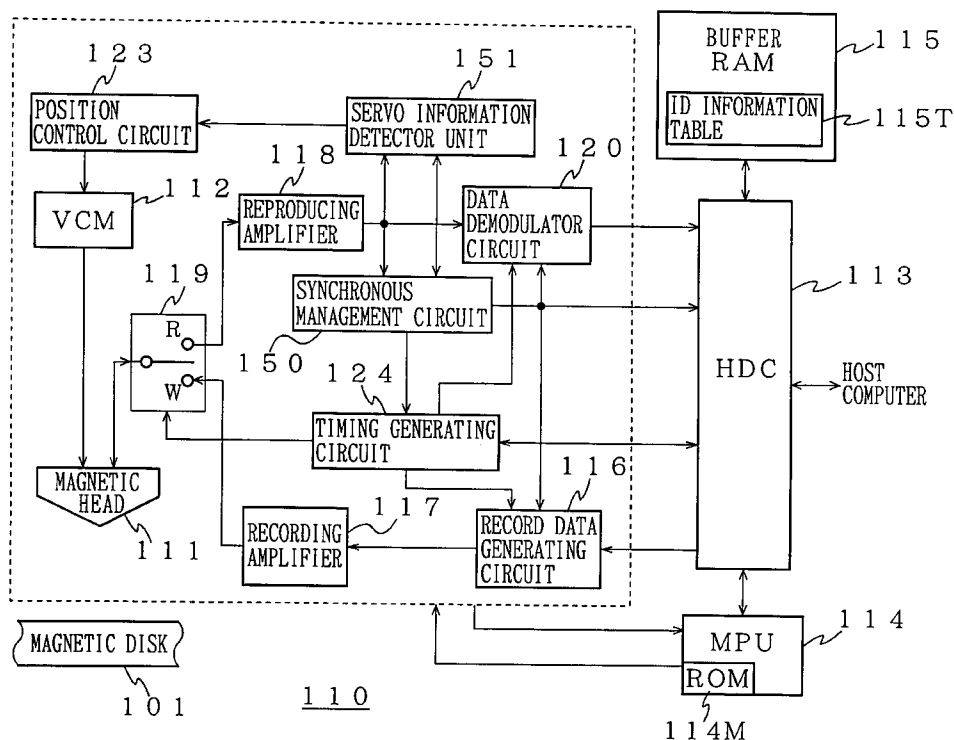 BUFFER
RAM
115
ID INFORMATION
TABLE
115T
123
POSITION
CONTROL CIRCUIT
151
SERVO INFORMATION
DETECTOR UNIT
118
120
112
VCM
REPRODUCING
AMPLIFIER
DATA
DEMODULATOR
CIRCUIT
119
R
W
SYNCHRONOUS
MANAGEMENT CIRCUIT
150
113
HDC
HOST
COMPUTER
124
TIMING GENERATING
CIRCUIT
116
MAGNETIC
HEAD
111
117
RECORDING
AMPLIFIER
RECORD DATA
GENERATING
CIRCUIT
MAGNETIC DISK
101
110
MPU
114
ROM
114M